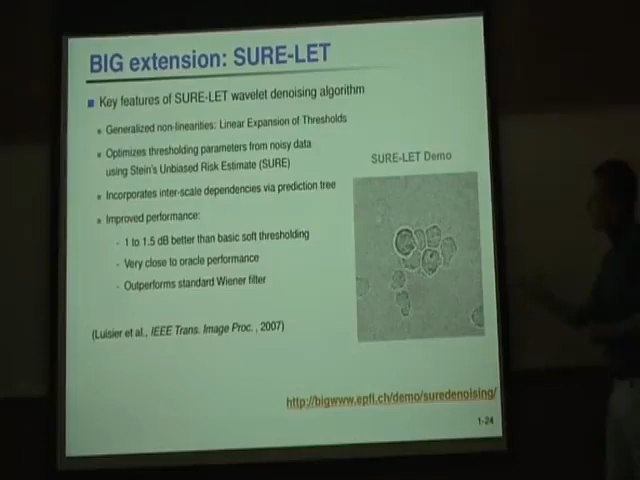 BIG extension: SURE-LET
Key features of SURE-LET wavelet denoising algorithm
Generalized non-linearities: Linear Expansion of Thresholds
Optimizes thresholding parameters from noisy data
using Stein's Unbiased Risk Estimate (SURE)
Incorporates inter-scale dependencies via prediction tree
Improved performance:
- 1 to 1.5 dB better than basic soft thresholding
- Very close to oracle performance
- Outperforms standard Wiener filter
SURE-LET Demo
(Luisier et al., IEEE Trans. Image Proc. , 2007)
http://bigwww.epfl.ch/demo/suredenoising/
1-24